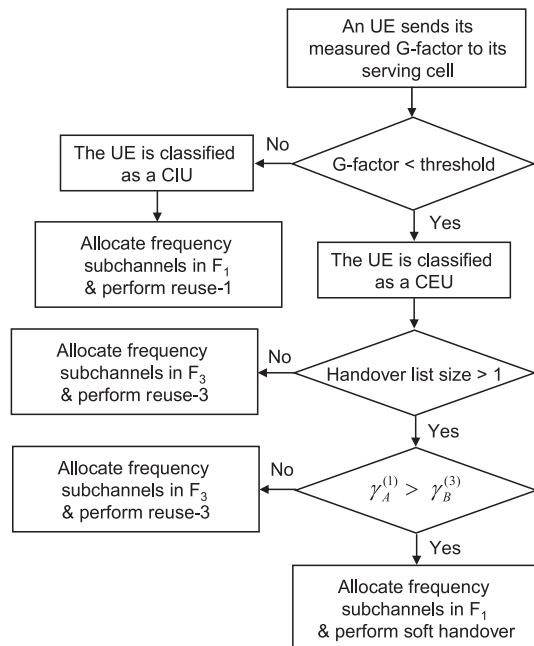 An UE sends its
measured G-factor to its
serving cell
No
G-factor < threshold
The UE is classified
as a CIU
Yes
Allocate frequency
subchannels in F₁
& perform reuse-1
The UE is classified
as a CEU
No
Handover list size > 1
Allocate frequency
subchannels in F₃
& perform reuse-3
Yes
No
γ_A^(1) > γ_B^(3)
Allocate frequency
subchannels in F₃
& perform reuse-3
Yes
Allocate frequency
subchannels in F₁
& perform soft handover